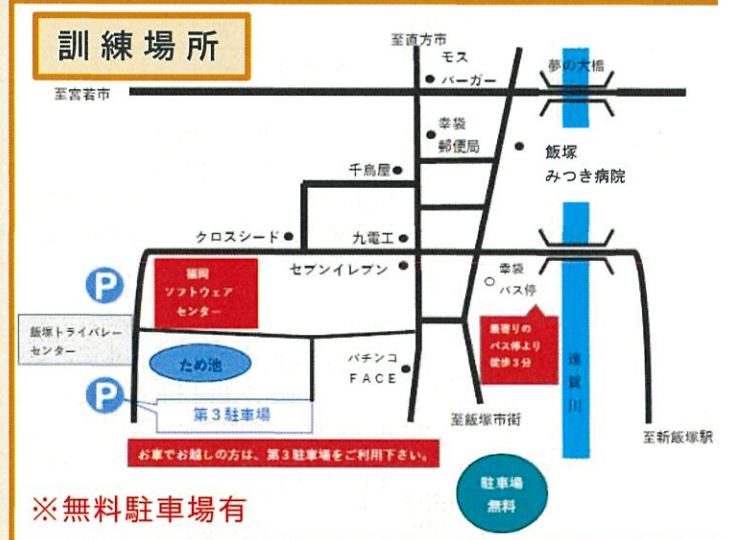 訓練場所
至直方市
モス
バーガー
夢の大橋
至宮若市
幸袋
郵便局
飯塚
みつき病院
千鳥屋
クロスシード
九電工
セブンイレブン
幸袋
バス停
P
福岡
ソフトウェア
センター
飯塚トライバレー
センター
最寄りの
バス停より
徒歩3分
ため池
パチンコ
FACE
遠賀川
P
第3駐車場
至飯塚市街
至新飯塚駅
お車でお越しの方は、第3駐車場をご利用下さい。
駐車場
無料
※無料駐車場有